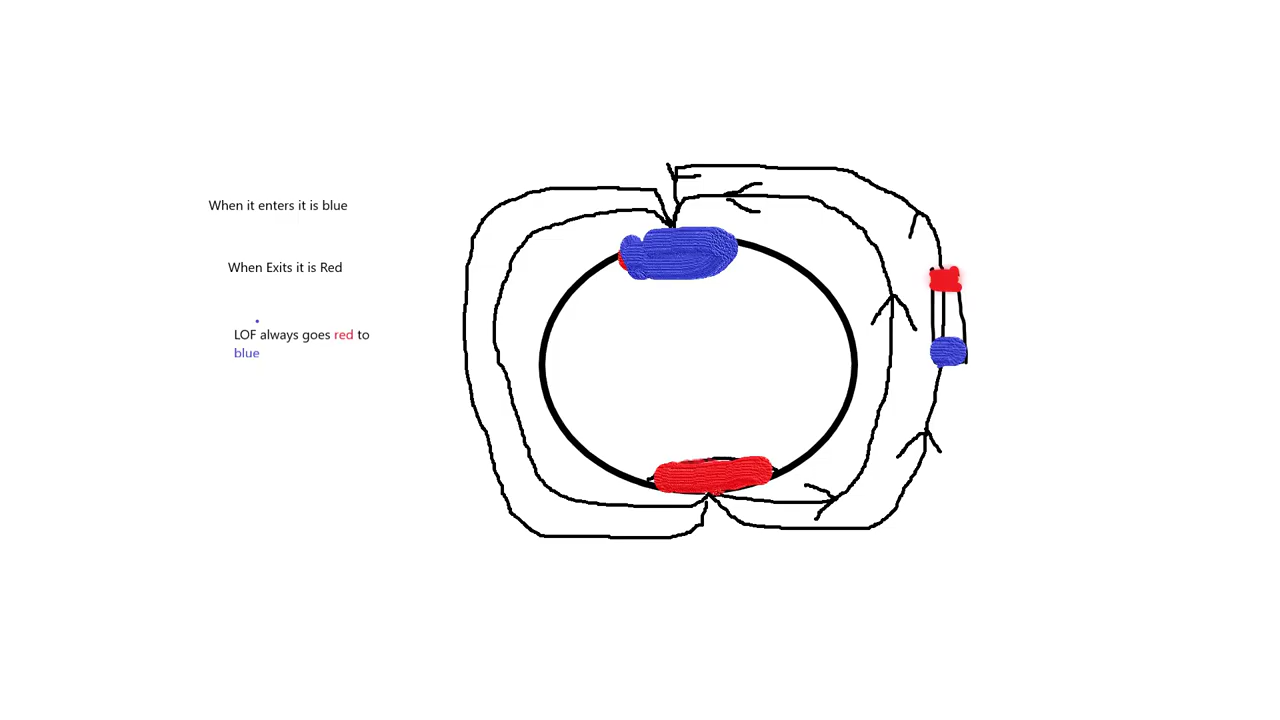 When it enters it is blue
When Exits it is Red
LOF always goes red to
blue